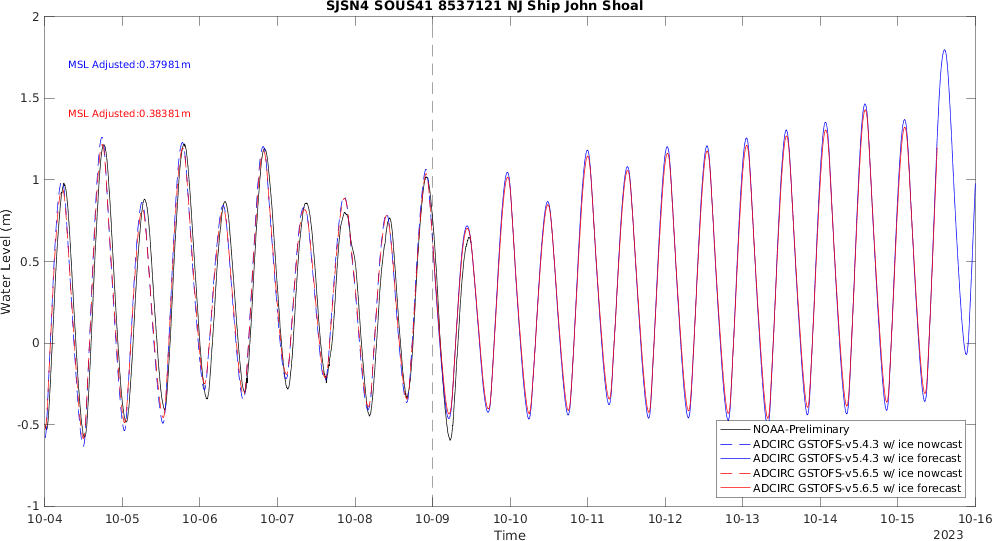 SJSN4 SOUS41 8537121 NJ Ship John Shoal
2
1.5
1
0.5
0
-0.5
-1
Water Level (m)
MSL Adjusted:0.37981m
MSL Adjusted:0.38381m
NOAA-Preliminary
ADCIRC GSTOFS-v5.4.3 w/ ice nowcast
ADCIRC GSTOFS-v5.4.3 w/ ice forecast
ADCIRC GSTOFS-v5.6.5 w/ ice nowcast
ADCIRC GSTOFS-v5.6.5 w/ ice forecast
10-04 10-05 10-06 10-07 10-08 10-09 10-10 10-11 10-12 10-13 10-14 10-15 10-16
Time
2023